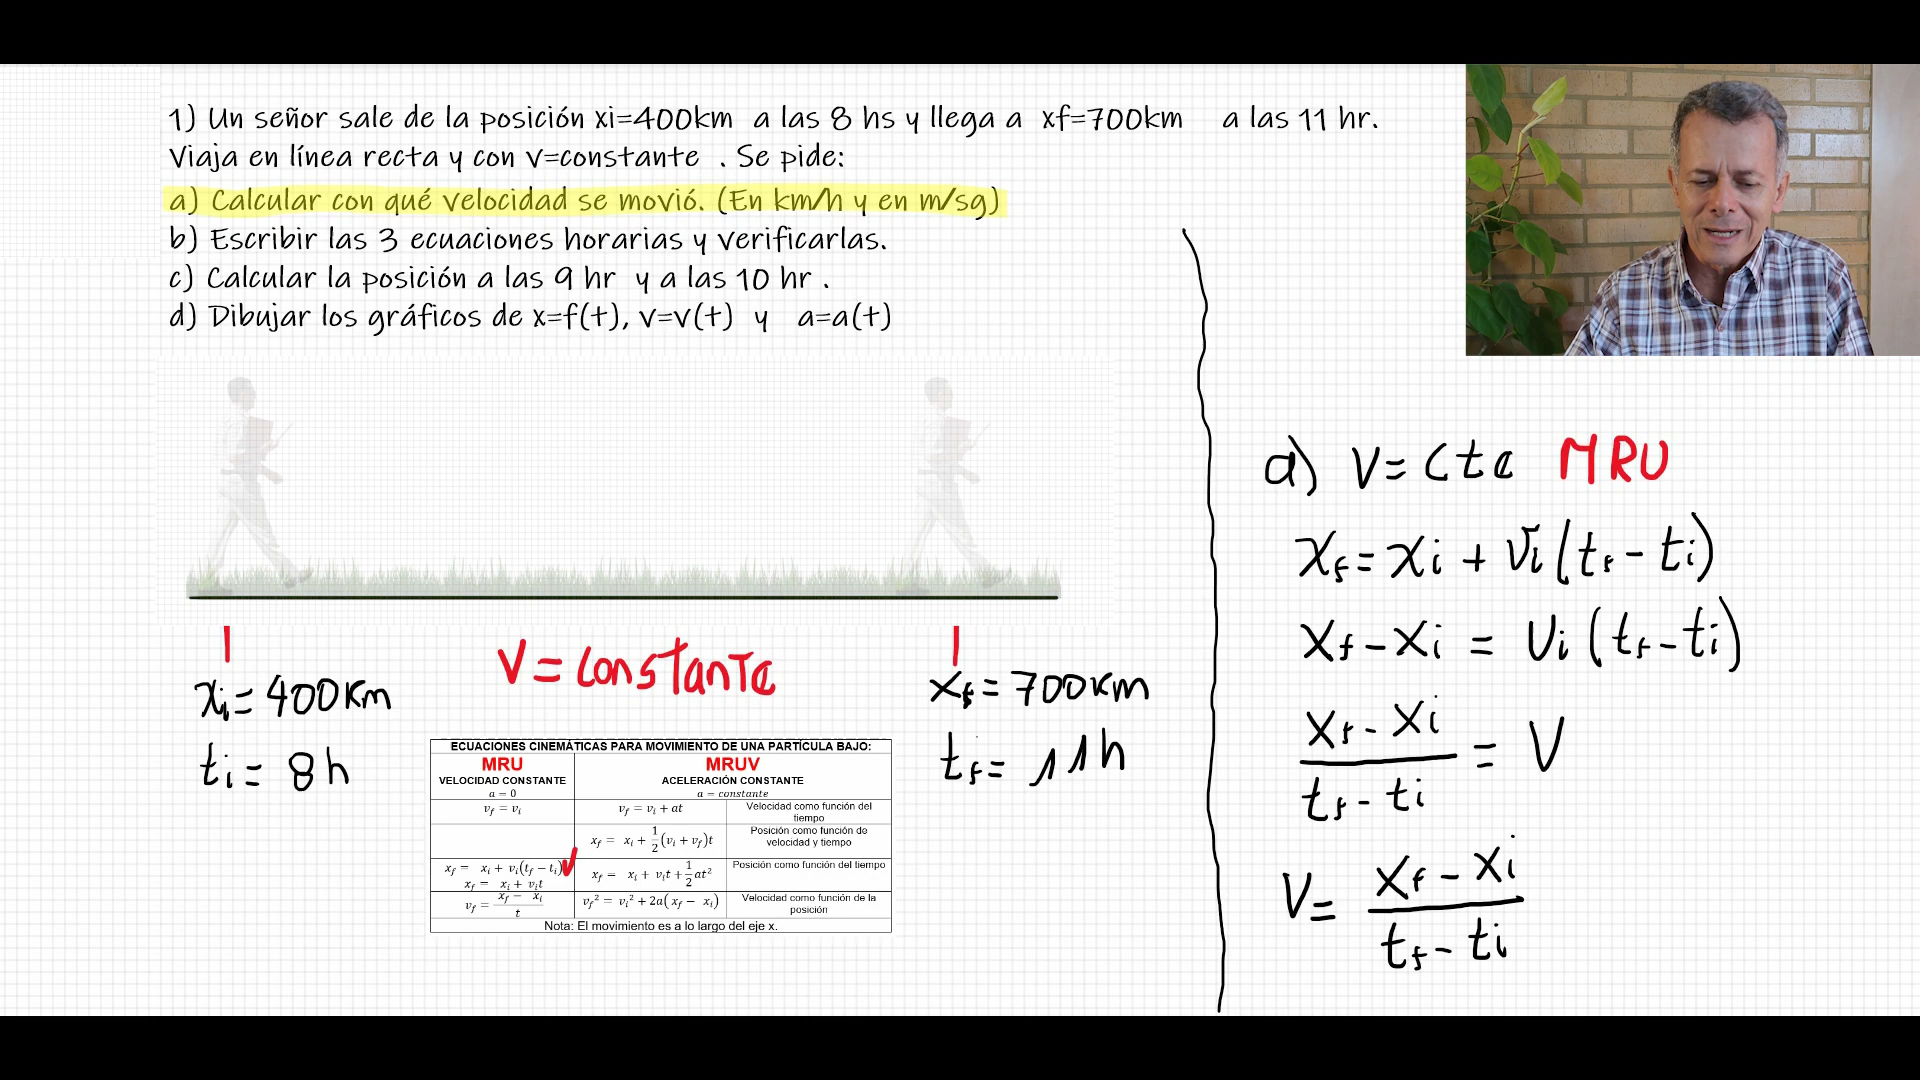 1) Un señor sale de la posición xi=400km a las 8 hs y llega a xf=700km a las 11 hr.
Viaja en línea recta y con v=constante . Se pide:
a) Calcular con qué velocidad se movió. (En km/h y en m/sg)
b) Escribir las 3 ecuaciones horarias y verificarlas.
c) Calcular la posición a las 9 hr y a las 10 hr .
d) Dibujar los gráficos de x=f(t), v=v(t) y a=a(t)
xi = 400km
ti = 8h
V = constante
xf = 700km
tf = 11h
ECUACIONES CINEMÁTICAS PARA MOVIMIENTO DE UNA PARTÍCULA BAJO:
MRU
VELOCIDAD CONSTANTE
a = 0
MRUV
ACELERACIÓN CONSTANTE
a = constante
vf = vi
vf = vi + at
Velocidad como función del
tiempo
xf = xi + 1/2 (vi + vf)t
Posición como función de
velocidad y tiempo
xf = xi + vi(tf − ti)
xf = xi + vit
xf = xi + vit + 1/2 at²
Posición como función del tiempo
vf = xf − xi / t
vf² = vi² + 2a( xf − xi)
Velocidad como función de la
posición
Nota: El movimiento es a lo largo del eje x.
a) V = Cte MRU
xf = xi + vi (tf - ti)
xf - xi = vi (tf - ti)
xf - xi / tf - ti = V
V = xf - xi / tf - ti